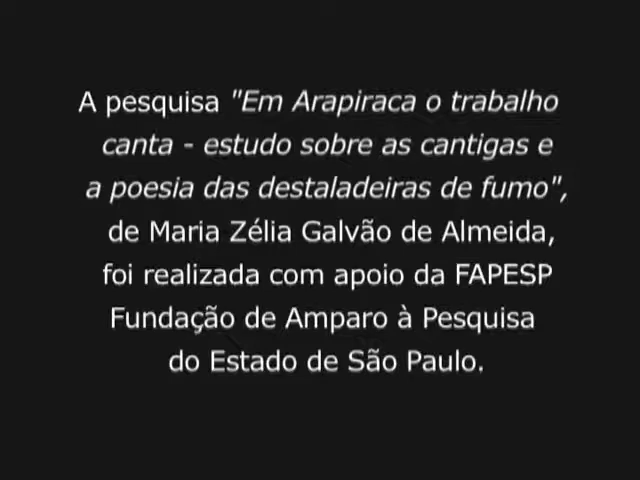 A pesquisa "Em Arapiraca o trabalho
canta - estudo sobre as cantigas e
a poesia das destaladeiras de fumo",
de Maria Zélia Galvão de Almeida,
foi realizada com apoio da FAPESP
Fundação de Amparo à Pesquisa
do Estado de São Paulo.